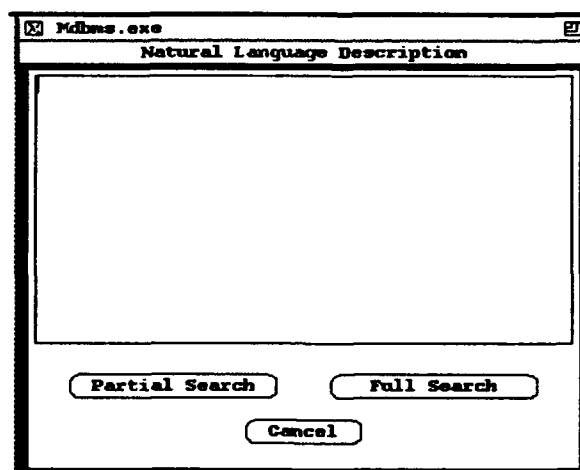 Mdbms.exe
Natural Language Description
Partial Search Full Search
Cancel